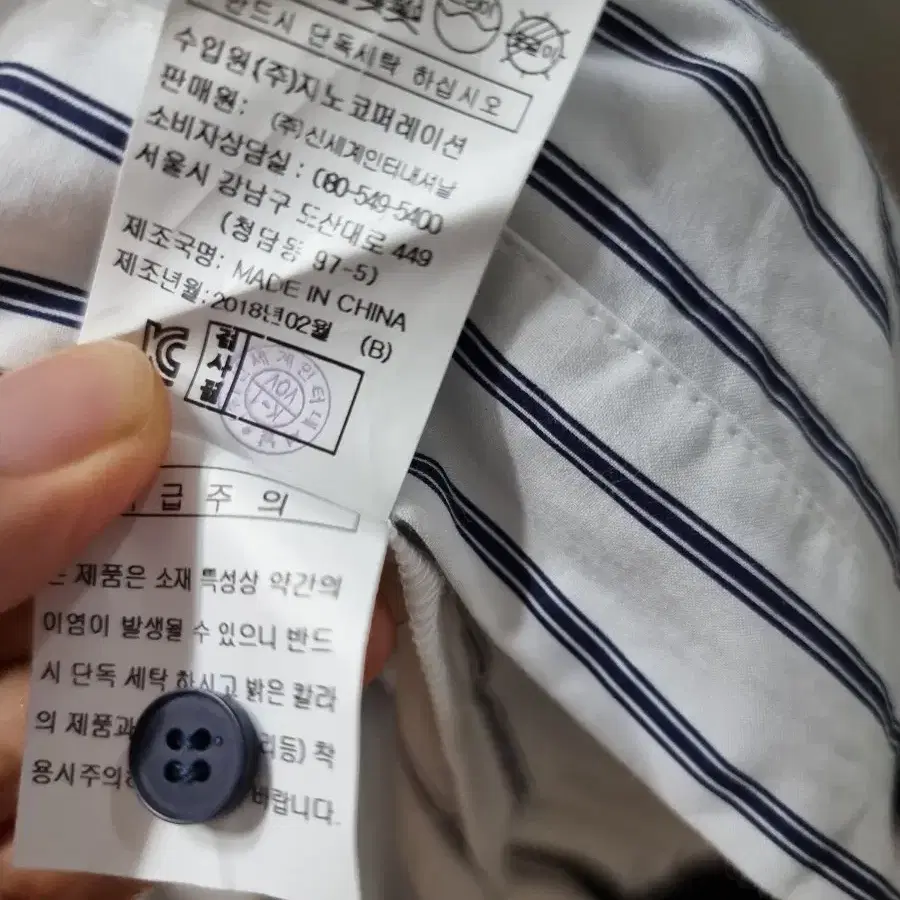 반드시 단독세탁 하십시오
수입원(주)지노코퍼레이션
판매원: (주)신세계인터내셔날
소비자상담실 : 080-549-5400
서울시 강남구 도산대로 449
(청담동 97-5)
제조국명: MADE IN CHINA
제조년월: 2018년02월 (B)
검사필
취급주의
본 제품은 소재 특성상 약간의
이염이 발생될 수 있으니 반드
시 단독 세탁 하시고 밝은 칼라
의 제품과 착
용시주의 바랍니다.